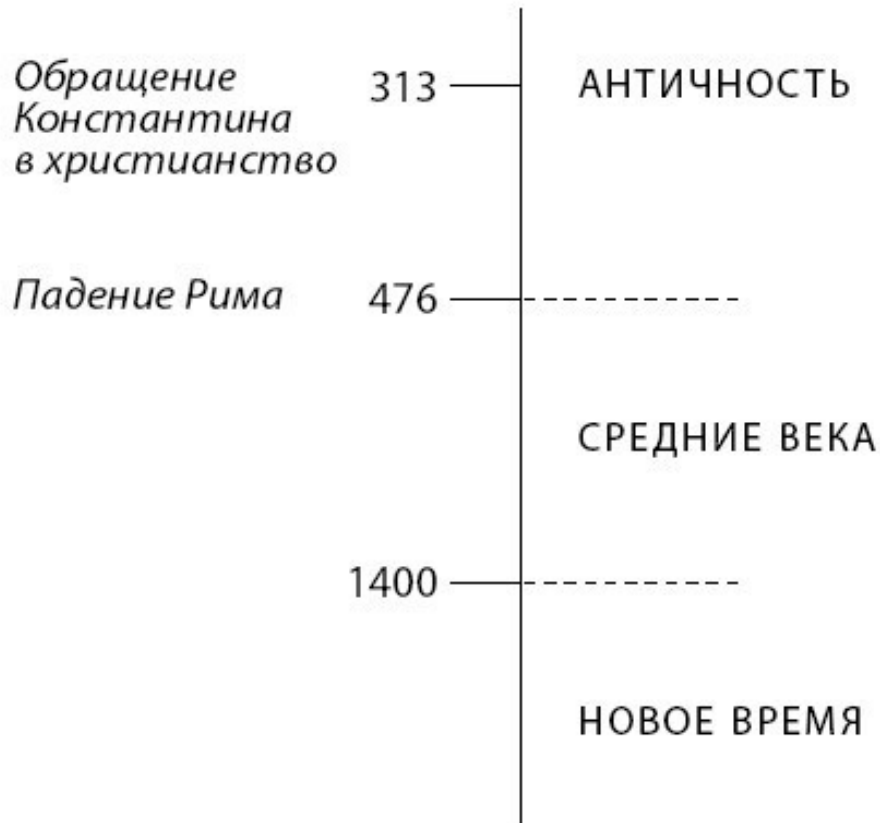 Обращение
Константина
в христианство
313
АНТИЧНОСТЬ
Падение Рима
476
СРЕДНИЕ ВЕКА
1400
НОВОЕ ВРЕМЯ